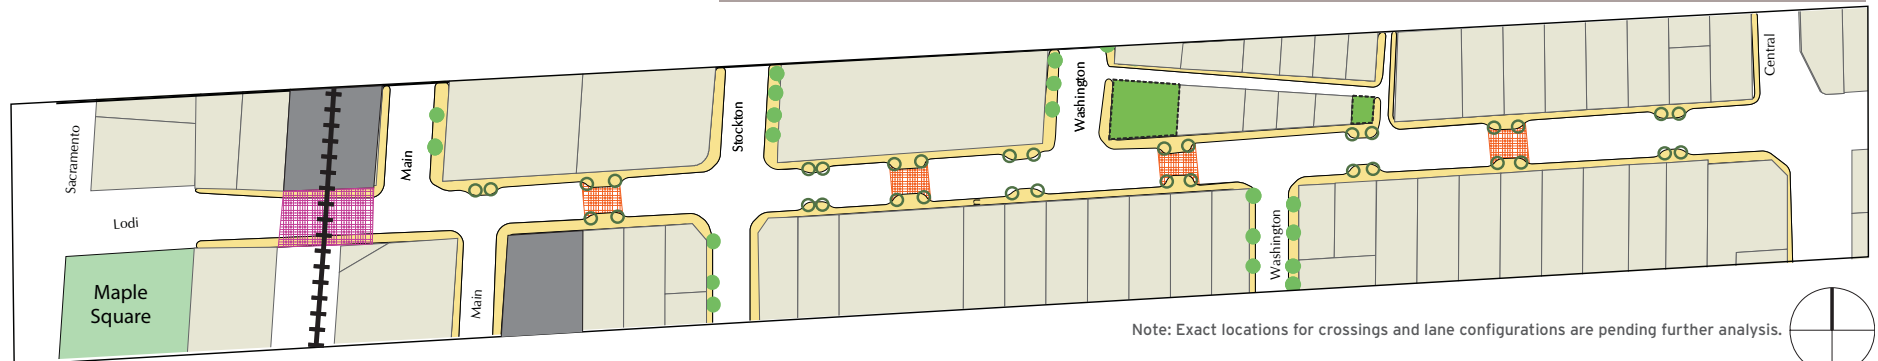 Sacramento
Lodi
Maple
Square
Main
Main
Stockton
Washington
Washington
Central
Note: Exact locations for crossings and lane configurations are pending further analysis.